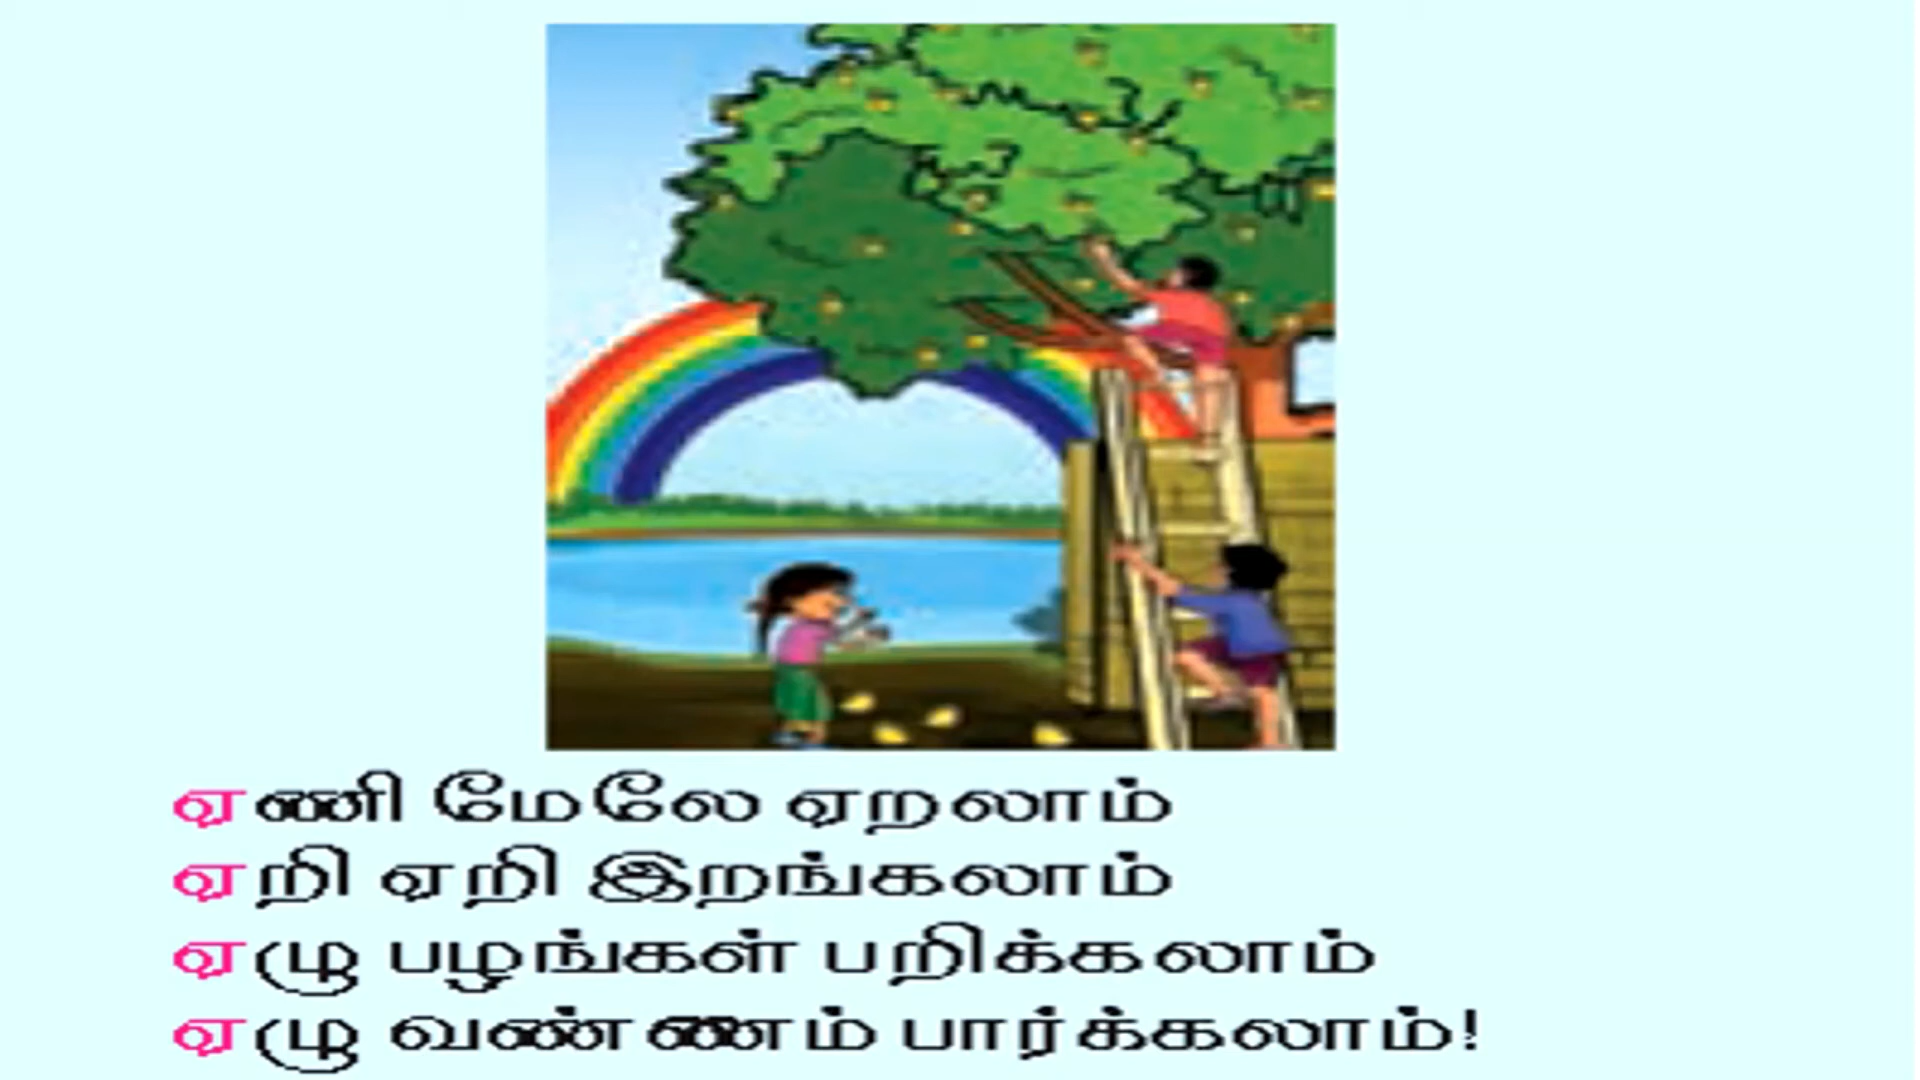 ஏணி மேலே ஏறலாம்
ஏறி ஏறி இறங்கலாம்
ஏழு பழங்கள் பறிக்கலாம்
ஏழு வண்ணம் பார்க்கலாம்!